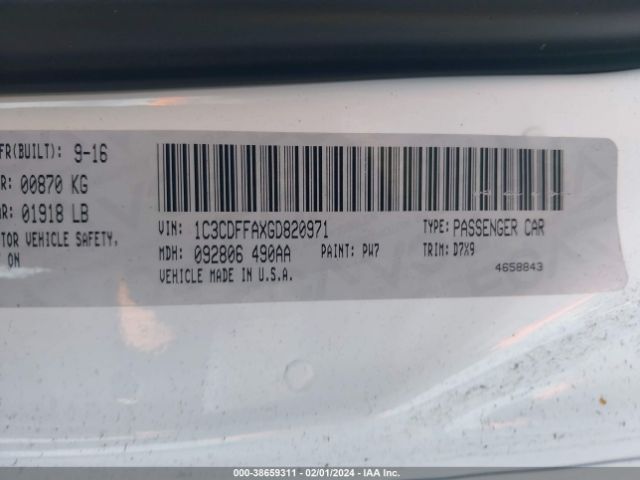 FR(BUILT): 9-16
R: 00870 KG
R: 01918 LB
TOR VEHICLE SAFETY,
ON
VIN: 1C3CDFFAXGD820971 TYPE: PASSENGER CAR
MDH: 092806 490AA PAINT: PW7 TRIM: D7X9
VEHICLE MADE IN U.S.A. 4658843
000-38659311 - 02/01/2024 - IAA Inc.